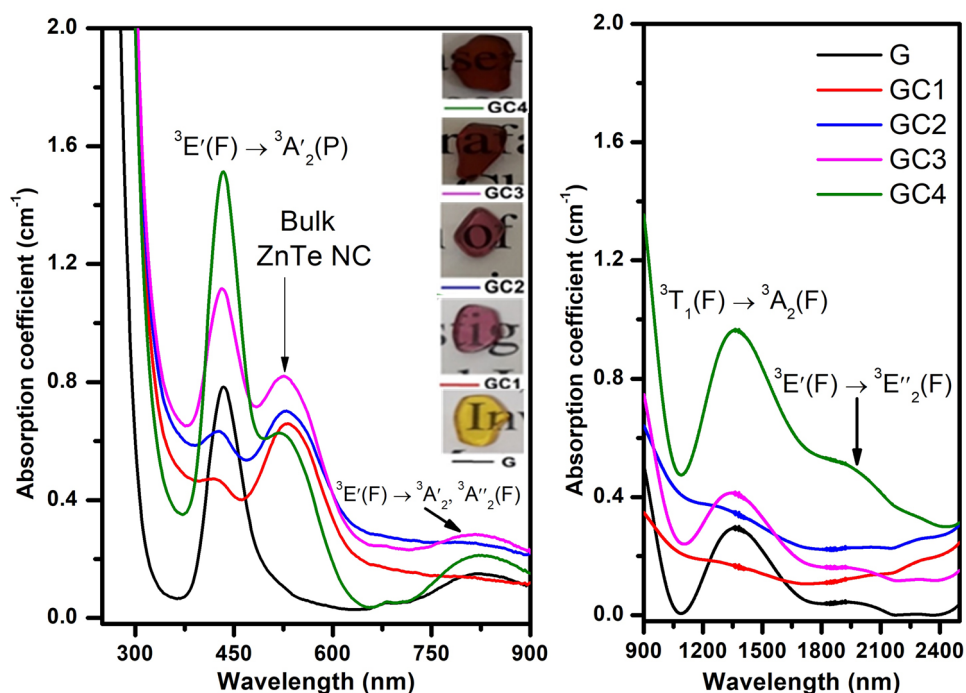 Absorption coefficient (cm⁻¹)
2.0
1.6
1.2
0.8
0.4
0.0
300 450 600 750 900
Wavelength (nm)
³E′(F) → ³A′₂(P)
Bulk
ZnTe NC
³E′(F) → ³A′₂, ³A″₂(F)
GC4
GC3
of
GC2
GC1
In
G
Absorption coefficient (cm⁻¹)
2.0
1.6
1.2
0.8
0.4
0.0
900 1200 1500 1800 2100 2400
Wavelength (nm)
G
GC1
GC2
GC3
GC4
³T₁(F) → ³A₂(F)
³E′(F) → ³E″₂(F)